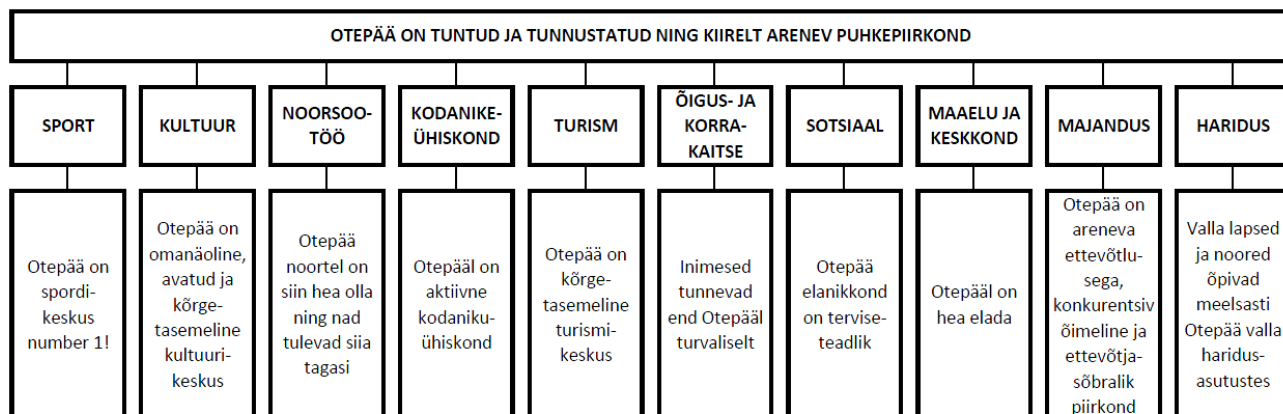 OTEPÄÄ ON TUNTUD JA TUNNUSTATUD NING KIIRELT ARENEV PUHKEPIIRKOND
SPORT
KULTUUR
NOORSOO-
TÖÖ
KODANIKE-
ÜHISKOND
TURISM
ÕIGUS- JA
KORRA-
KAITSE
SOTSIAAL
MAAELU JA
KESKKOND
MAJANDUS
HARIDUS
Otepää on
spordi-
keskus
number 1!
Otepää on
omanäoline,
avatud ja
kõrge-
tasemeline
kultuuri-
keskus
Otepää
noortel on
siin hea olla
ning nad
tulevad siia
tagasi
Otepääl on
aktiivne
kodaniku-
ühiskond
Otepää on
kõrge-
tasemeline
turismi-
keskus
Inimesed
tunnevad
end Otepääl
turvaliselt
Otepää
elanikkond
on tervise-
teadlik
Otepääl on
hea elada
Otepää on
areneva
ettevõtlu-
sega,
konkurentsiv
õimeline ja
ettevõtja-
sõbralik
piirkond
Valla lapsed
ja noored
õpivad
meelsasti
Otepää valla
haridus-
asutustes